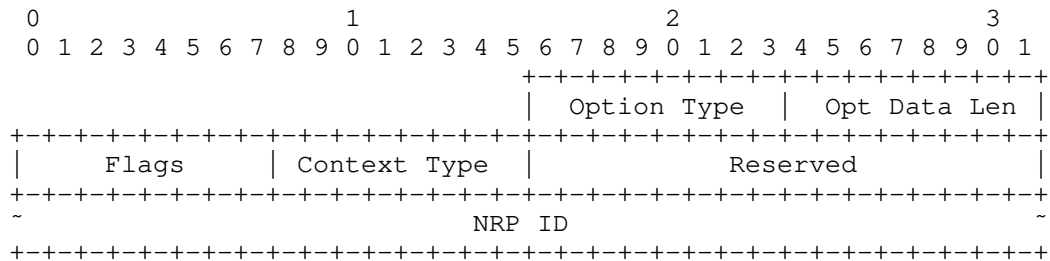 0                   1                   2                   3
 0 1 2 3 4 5 6 7 8 9 0 1 2 3 4 5 6 7 8 9 0 1 2 3 4 5 6 7 8 9 0 1
                                +-+-+-+-+-+-+-+-+-+-+-+-+-+-+-+-+
                                |  Option Type  |  Opt Data Len |
+-+-+-+-+-+-+-+-+-+-+-+-+-+-+-+-+-+-+-+-+-+-+-+-+-+-+-+-+-+-+-+-+
|     Flags     | Context Type  |            Reserved           |
+-+-+-+-+-+-+-+-+-+-+-+-+-+-+-+-+-+-+-+-+-+-+-+-+-+-+-+-+-+-+-+-+
~                            NRP ID                             ~
+-+-+-+-+-+-+-+-+-+-+-+-+-+-+-+-+-+-+-+-+-+-+-+-+-+-+-+-+-+-+-+-+